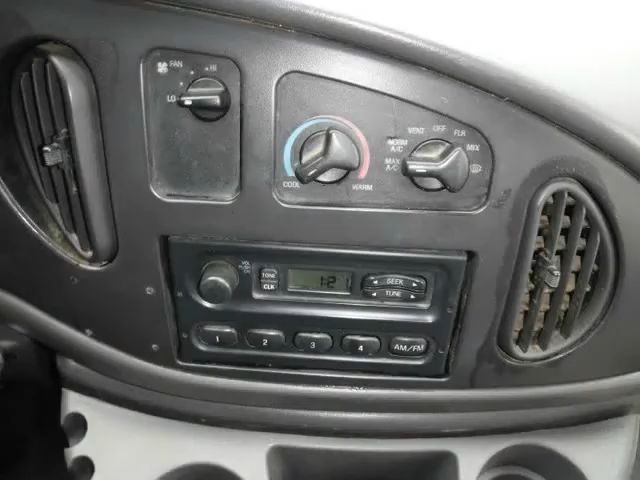 FAN
HI
LO
COOL
WARM
MAX
A/C
NORM
A/C
VENT
OFF
FLR
MIX
VOL
PUSH
TONE
CLK
1:21
SEEK
TUNE
1
2
3
4
AM/FM